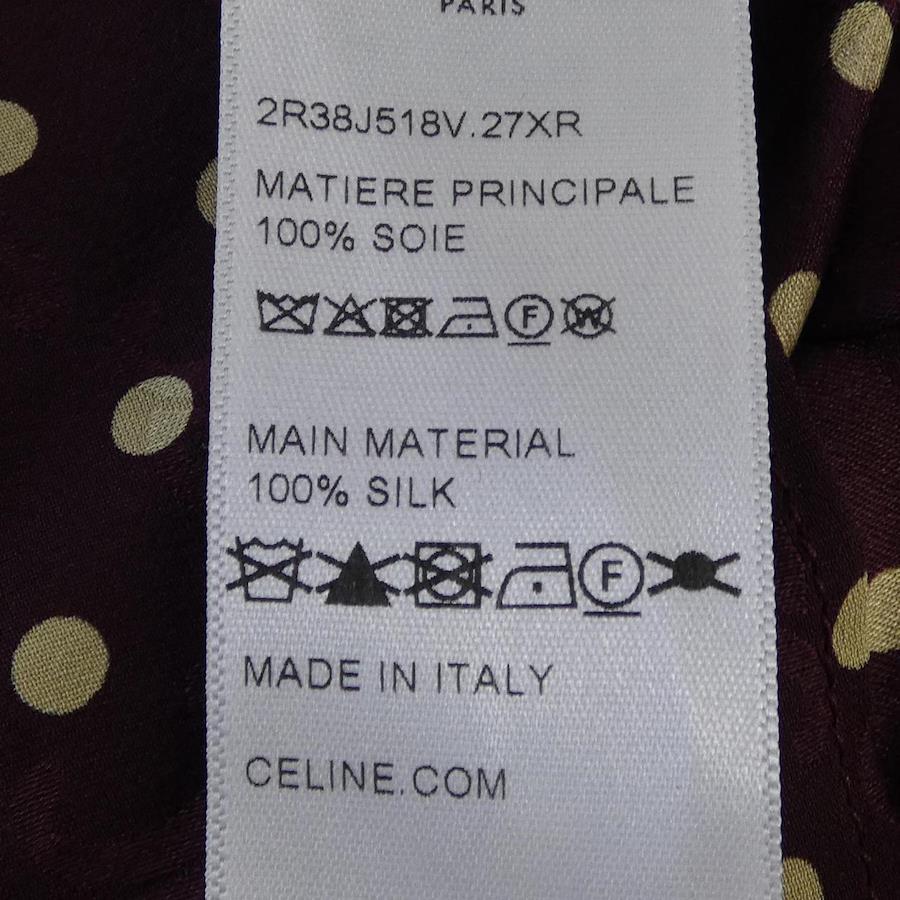 PARIS
2R38J518V.27XR
MATIERE PRINCIPALE
100% SOIE
F W
MAIN MATERIAL
100% SILK
F
MADE IN ITALY
CELINE.COM